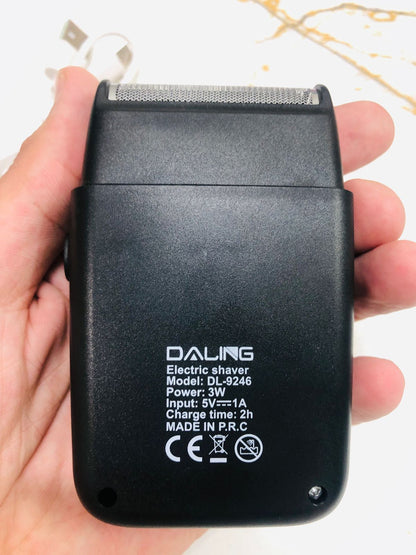 DALING
Electric shaver
Model: DL-9246
Power: 3W
Input: 5V⎓1A
Charge time: 2h
MADE IN P.R.C
CE